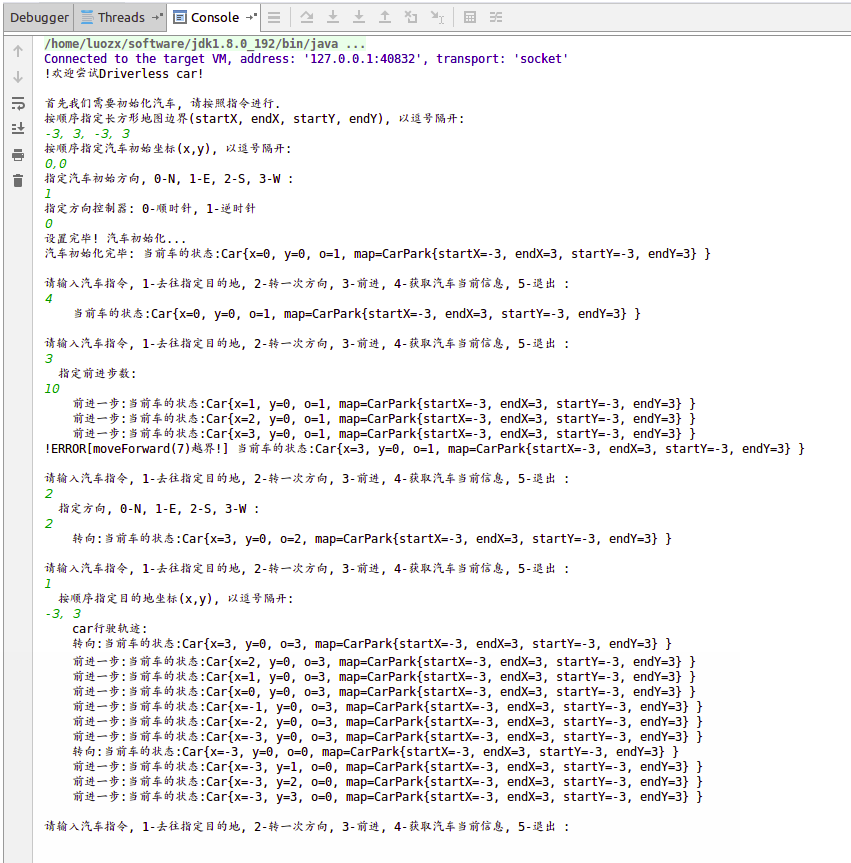 Debugger Threads Console
/home/luozx/software/jdk1.8.0_192/bin/java ...
Connected to the target VM, address: '127.0.0.1:40832', transport: 'socket'
!欢迎尝试Driverless car!
首先我们需要初始化汽车, 请按照指令进行.
按顺序指定长方形地图边界(startX, endX, startY, endY), 以逗号隔开:
-3, 3, -3, 3
按顺序指定汽车初始坐标(x,y), 以逗号隔开:
0,0
指定汽车初始方向, 0-N, 1-E, 2-S, 3-W :
1
指定方向控制器: 0-顺时针, 1-逆时针
0
设置完毕! 汽车初始化...
汽车初始化完毕: 当前车的状态:Car{x=0, y=0, o=1, map=CarPark{startX=-3, endX=3, startY=-3, endY=3} }
请输入汽车指令, 1-去往指定目的地, 2-转一次方向, 3-前进, 4-获取汽车当前信息, 5-退出 :
4
当前车的状态:Car{x=0, y=0, o=1, map=CarPark{startX=-3, endX=3, startY=-3, endY=3} }
请输入汽车指令, 1-去往指定目的地, 2-转一次方向, 3-前进, 4-获取汽车当前信息, 5-退出 :
3
指定前进步数:
10
前进一步:当前车的状态:Car{x=1, y=0, o=1, map=CarPark{startX=-3, endX=3, startY=-3, endY=3} }
前进一步:当前车的状态:Car{x=2, y=0, o=1, map=CarPark{startX=-3, endX=3, startY=-3, endY=3} }
前进一步:当前车的状态:Car{x=3, y=0, o=1, map=CarPark{startX=-3, endX=3, startY=-3, endY=3} }
!ERROR[moveForward(7)越界!] 当前车的状态:Car{x=3, y=0, o=1, map=CarPark{startX=-3, endX=3, startY=-3, endY=3} }
请输入汽车指令, 1-去往指定目的地, 2-转一次方向, 3-前进, 4-获取汽车当前信息, 5-退出 :
2
指定方向, 0-N, 1-E, 2-S, 3-W :
2
转向:当前车的状态:Car{x=3, y=0, o=2, map=CarPark{startX=-3, endX=3, startY=-3, endY=3} }
请输入汽车指令, 1-去往指定目的地, 2-转一次方向, 3-前进, 4-获取汽车当前信息, 5-退出 :
1
按顺序指定目的地坐标(x,y), 以逗号隔开:
-3, 3
car行驶轨迹:
转向:当前车的状态:Car{x=3, y=0, o=3, map=CarPark{startX=-3, endX=3, startY=-3, endY=3} }
前进一步:当前车的状态:Car{x=2, y=0, o=3, map=CarPark{startX=-3, endX=3, startY=-3, endY=3} }
前进一步:当前车的状态:Car{x=1, y=0, o=3, map=CarPark{startX=-3, endX=3, startY=-3, endY=3} }
前进一步:当前车的状态:Car{x=0, y=0, o=3, map=CarPark{startX=-3, endX=3, startY=-3, endY=3} }
前进一步:当前车的状态:Car{x=-1, y=0, o=3, map=CarPark{startX=-3, endX=3, startY=-3, endY=3} }
前进一步:当前车的状态:Car{x=-2, y=0, o=3, map=CarPark{startX=-3, endX=3, startY=-3, endY=3} }
前进一步:当前车的状态:Car{x=-3, y=0, o=3, map=CarPark{startX=-3, endX=3, startY=-3, endY=3} }
转向:当前车的状态:Car{x=-3, y=0, o=0, map=CarPark{startX=-3, endX=3, startY=-3, endY=3} }
前进一步:当前车的状态:Car{x=-3, y=1, o=0, map=CarPark{startX=-3, endX=3, startY=-3, endY=3} }
前进一步:当前车的状态:Car{x=-3, y=2, o=0, map=CarPark{startX=-3, endX=3, startY=-3, endY=3} }
前进一步:当前车的状态:Car{x=-3, y=3, o=0, map=CarPark{startX=-3, endX=3, startY=-3, endY=3} }
请输入汽车指令, 1-去往指定目的地, 2-转一次方向, 3-前进, 4-获取汽车当前信息, 5-退出 :